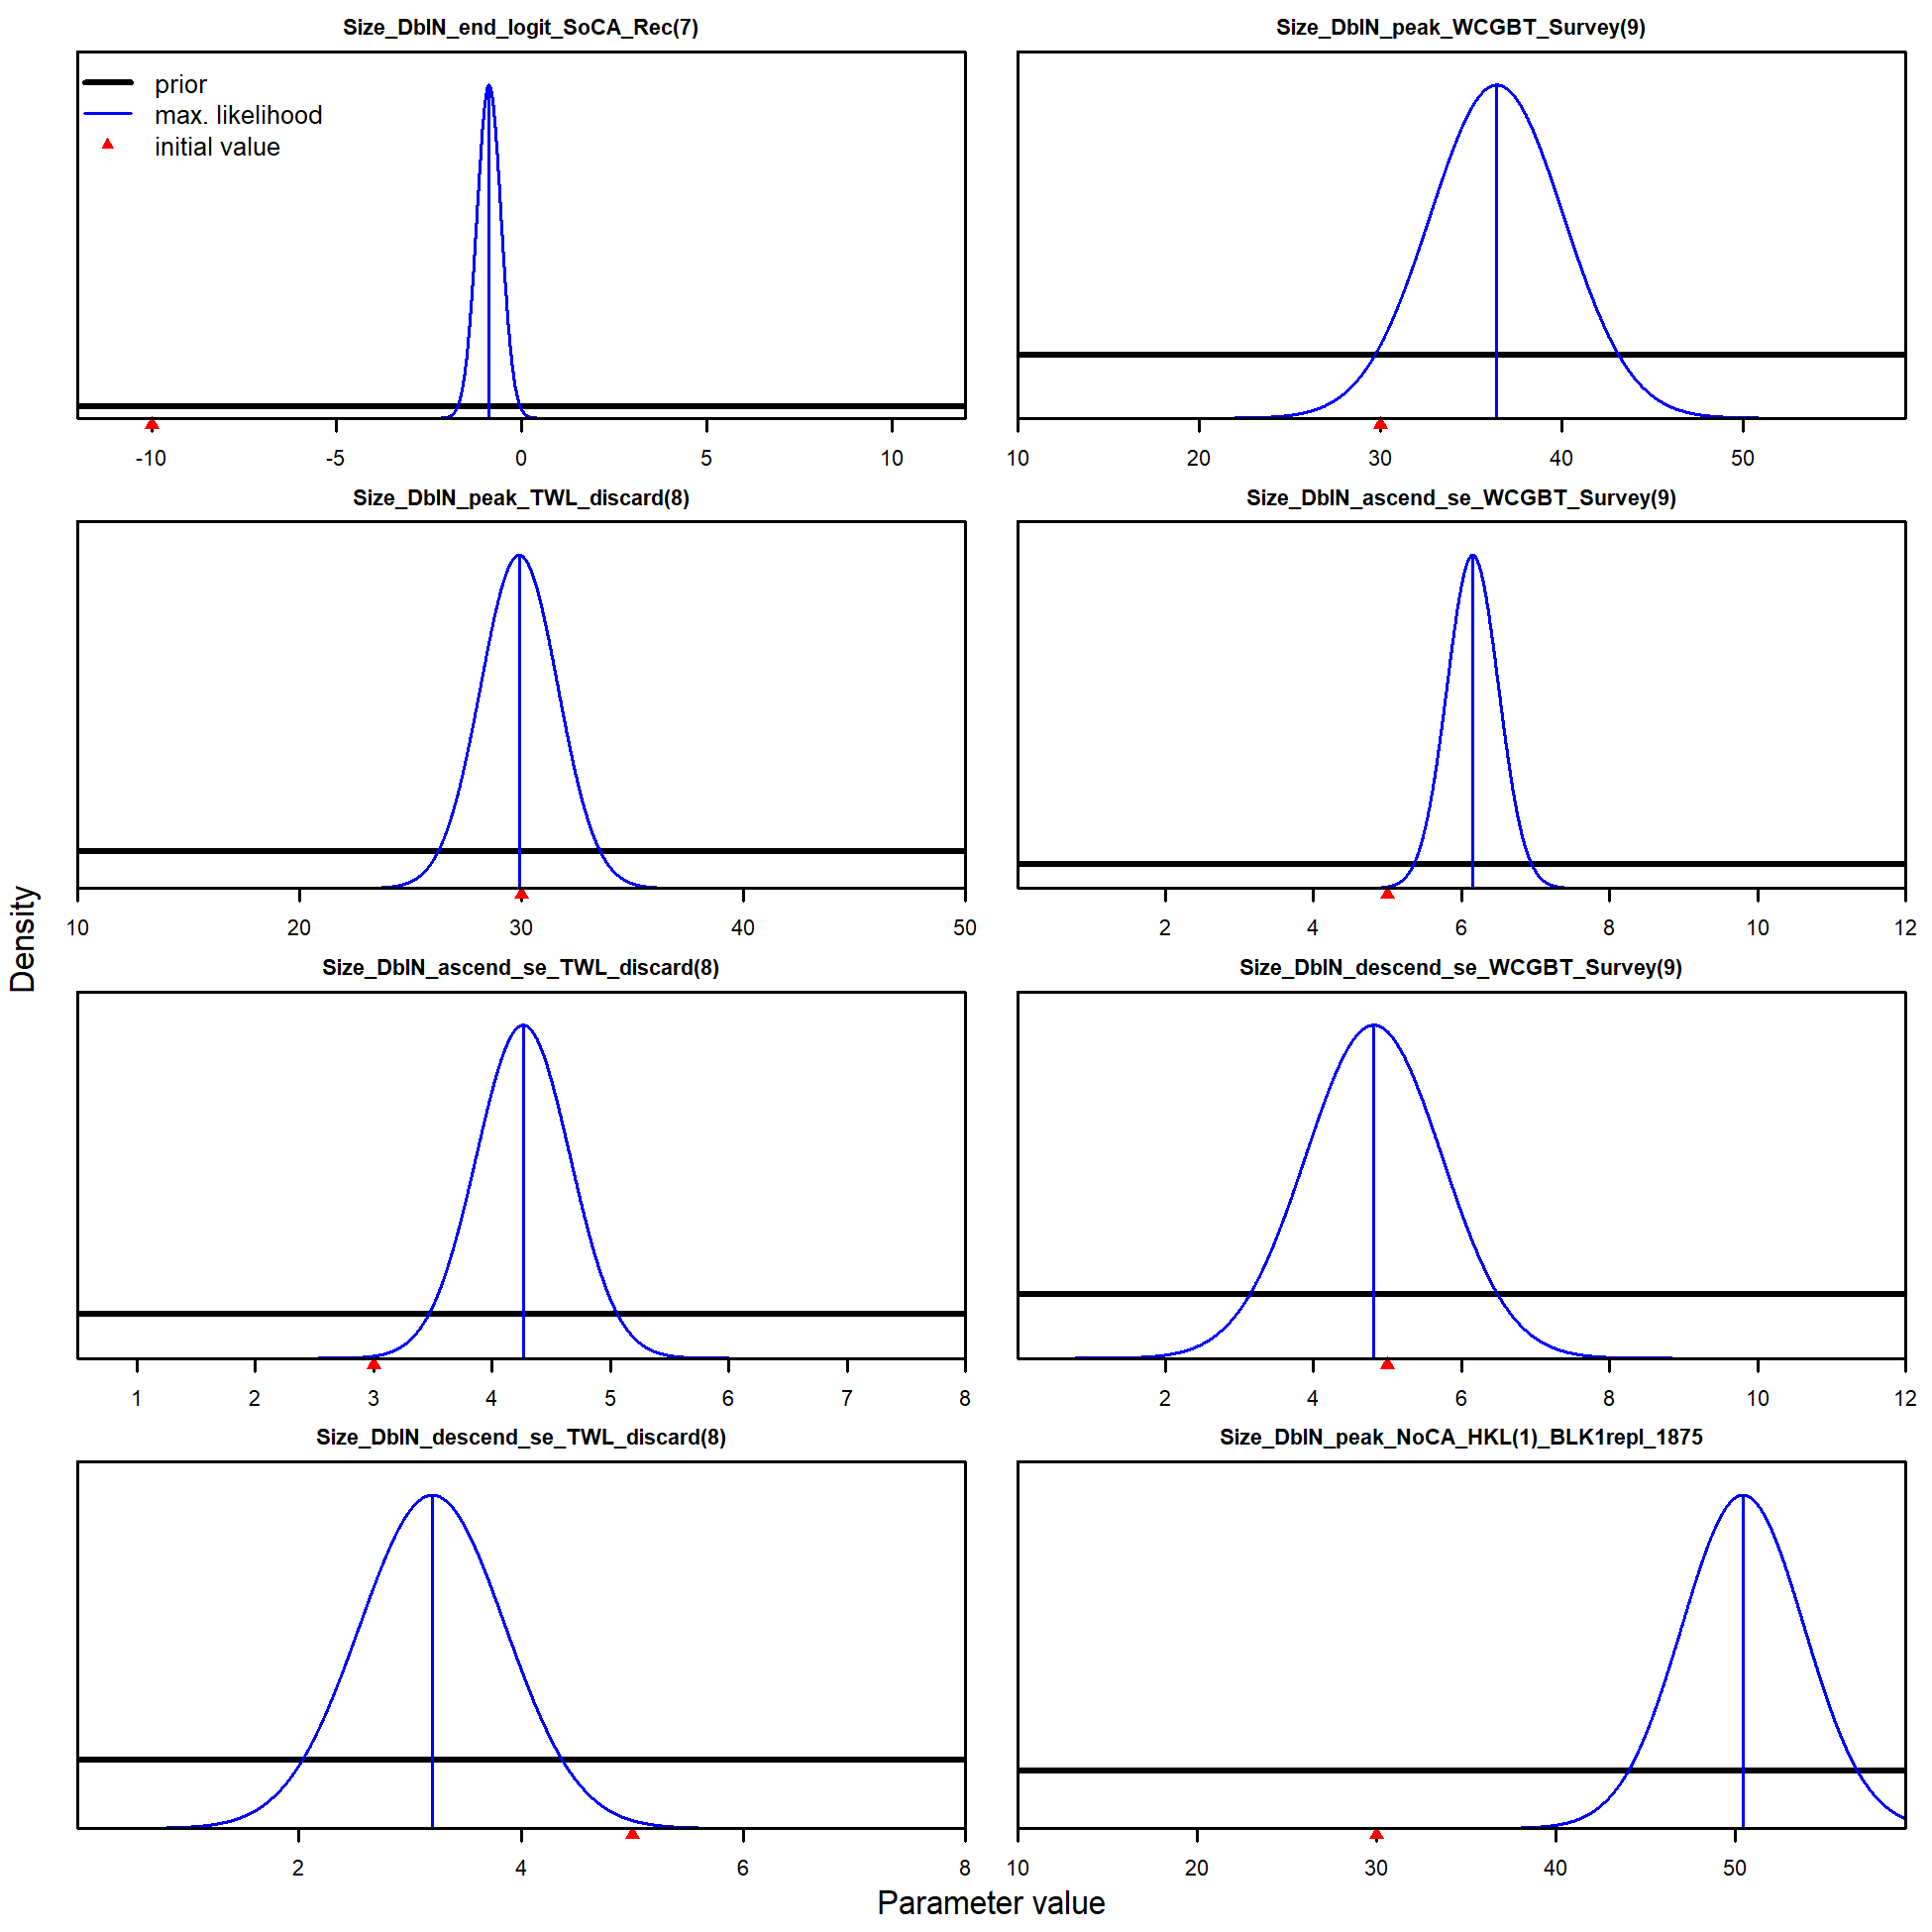 Size_DblN_end_logit_SoCA_Rec(7)
prior
max. likelihood
initial value
-10 -5 0 5 10
Size_DblN_peak_WCGBT_Survey(9)
10 20 30 40 50
Size_DblN_peak_TWL_discard(8)
10 20 30 40 50
Size_DblN_ascend_se_WCGBT_Survey(9)
2 4 6 8 10 12
Size_DblN_ascend_se_TWL_discard(8)
1 2 3 4 5 6 7 8
Size_DblN_descend_se_WCGBT_Survey(9)
2 4 6 8 10 12
Size_DblN_descend_se_TWL_discard(8)
2 4 6 8
Size_DblN_peak_NoCA_HKL(1)_BLK1repl_1875
10 20 30 40 50
Density
Parameter value